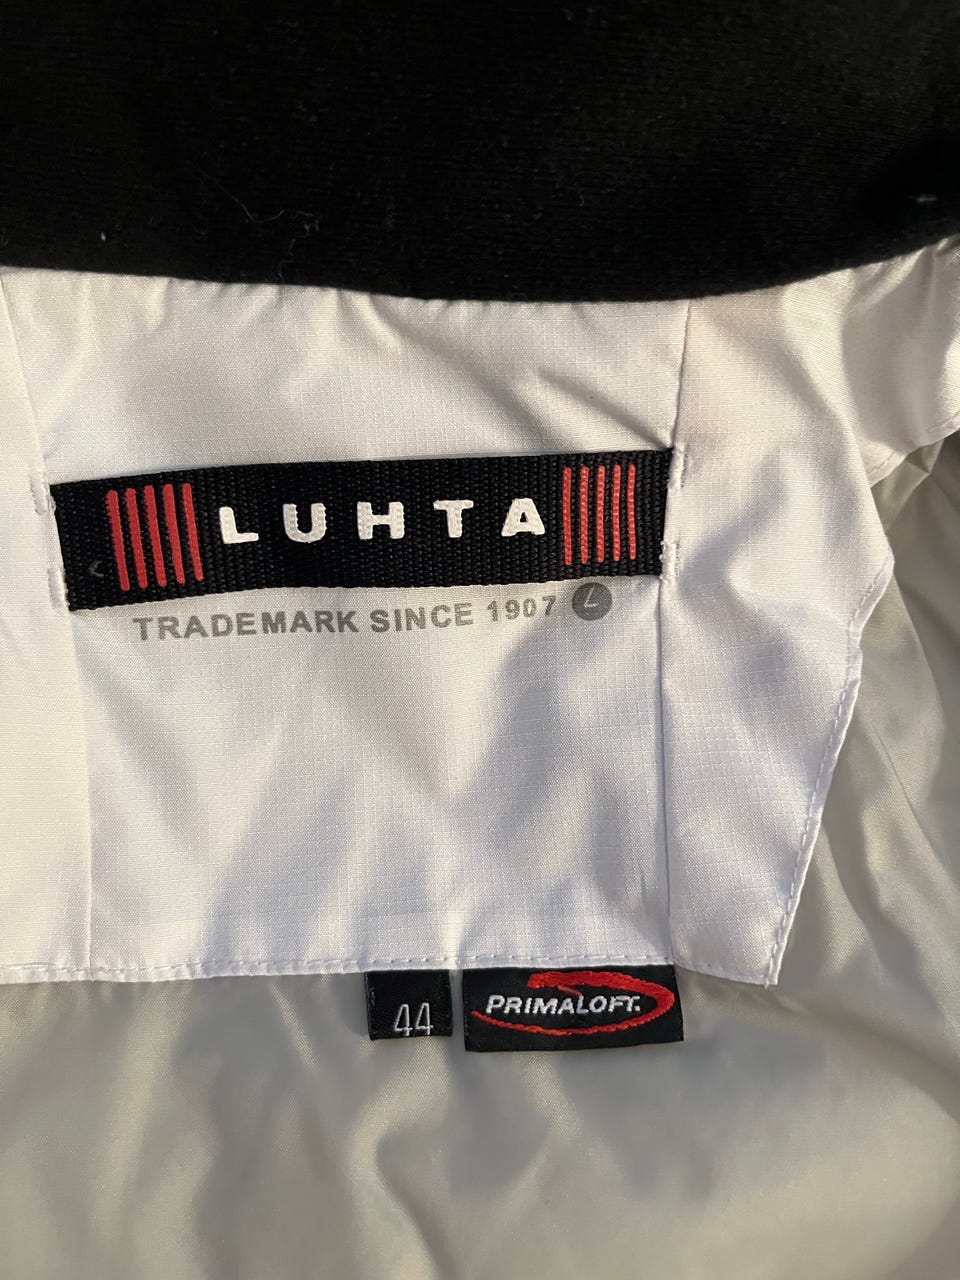 LUHTA
TRADEMARK SINCE 1907 L
44
PRIMALOFT.